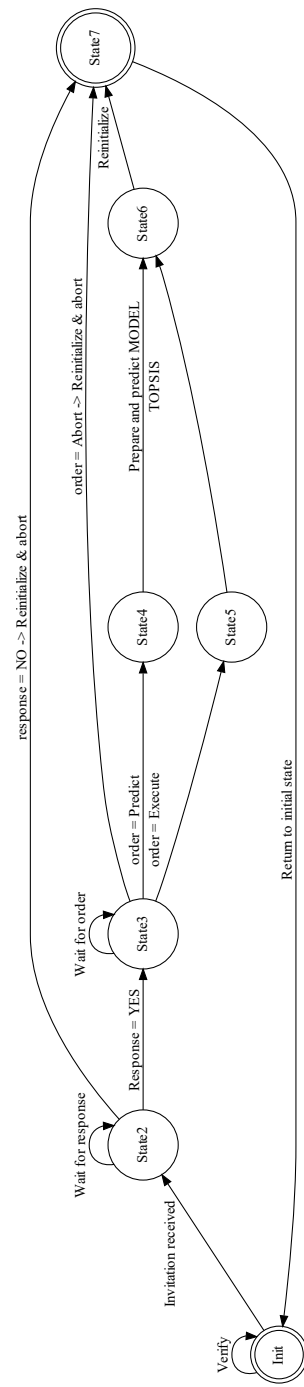 response = NO -> Reinitialize & abort
order = Abort -> Reinitialize & abort
Wait for response
Wait for order
Reinitialize
Verify
Init
Invitation received
State2
Response = YES
State3
order = Predict
order = Execute
State4
Prepare and predict MODEL
TOPSIS
State5
State6
State7
Return to initial state